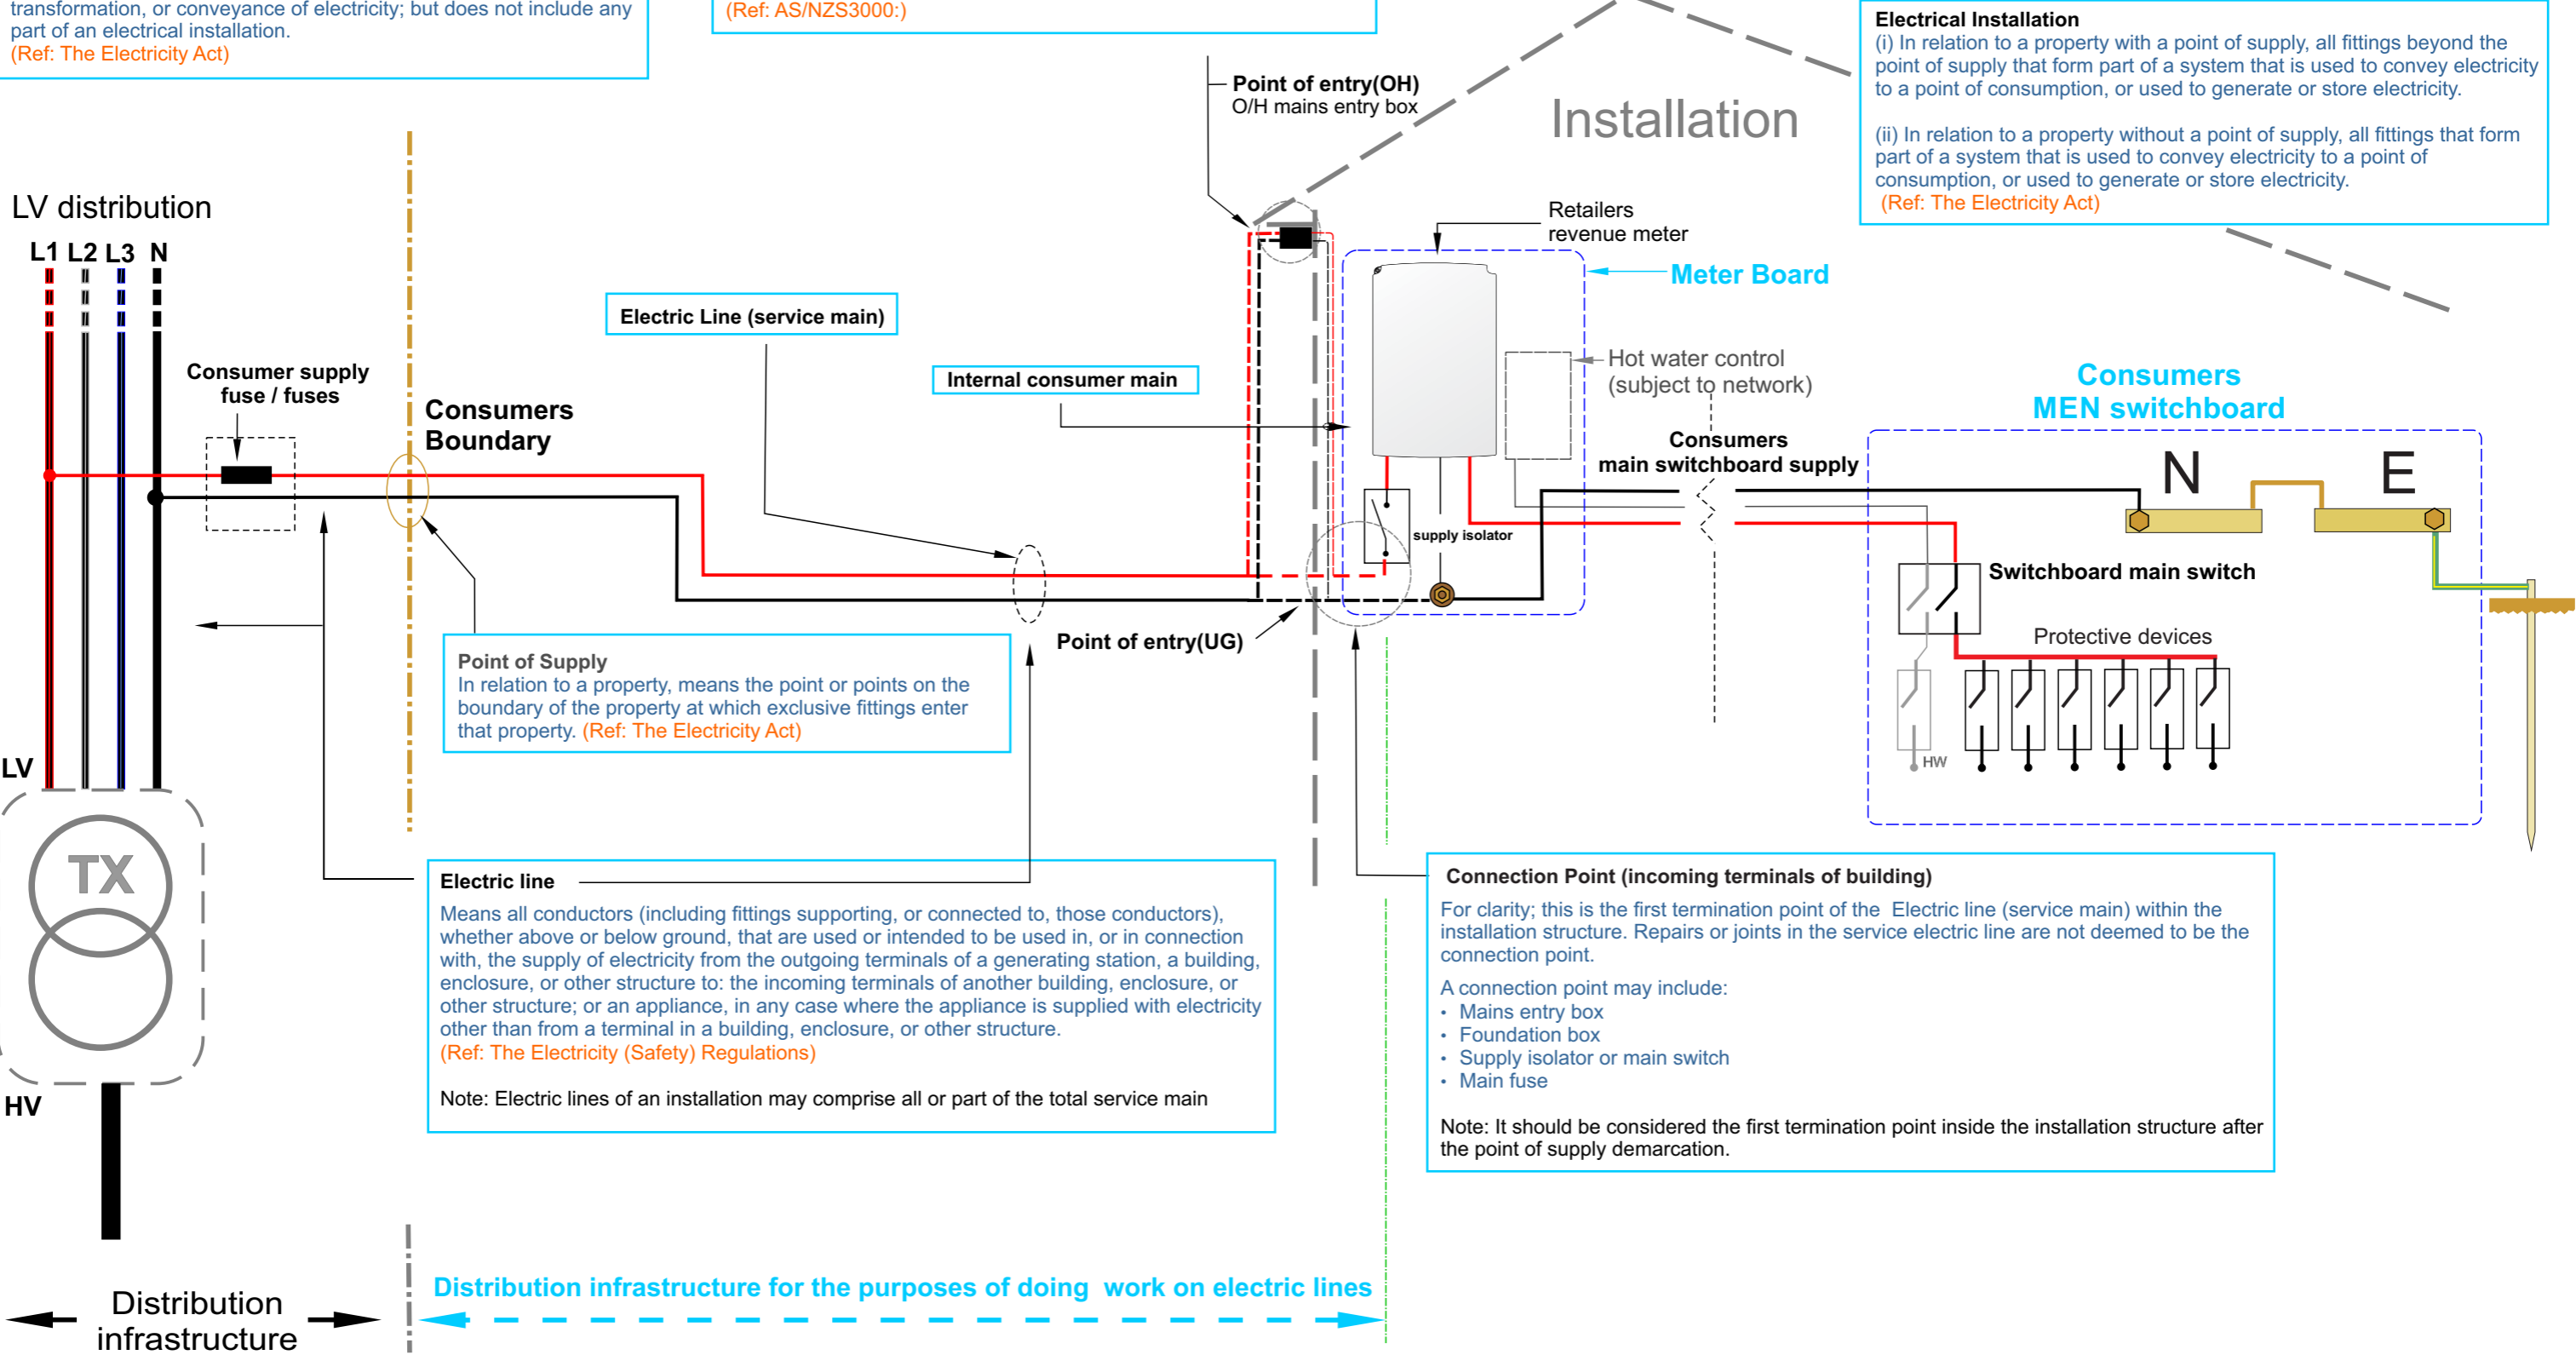 transformation, or conveyance of electricity; but does not include any
part of an electrical installation.
(Ref: The Electricity Act)
(Ref: AS/NZS3000:)
Electrical Installation
(i) In relation to a property with a point of supply, all fittings beyond the
point of supply that form part of a system that is used to convey electricity
to a point of consumption, or used to generate or store electricity.
(ii) In relation to a property without a point of supply, all fittings that form
part of a system that is used to convey electricity to a point of
consumption, or used to generate or store electricity.
(Ref: The Electricity Act)
Point of entry(OH)
O/H mains entry box
Installation
LV distribution
L1 L2 L3 N
Retailers
revenue meter
Meter Board
Electric Line (service main)
Internal consumer main
Hot water control
(subject to network)
Consumer supply
fuse / fuses
Consumers
Boundary
Consumers
MEN switchboard
Consumers
main switchboard supply
N
E
supply isolator
Switchboard main switch
Protective devices
HW
Point of entry(UG)
Point of Supply
In relation to a property, means the point or points on the
boundary of the property at which exclusive fittings enter
that property. (Ref: The Electricity Act)
LV
TX
HV
Electric line
Means all conductors (including fittings supporting, or connected to, those conductors),
whether above or below ground, that are used or intended to be used in, or in connection
with, the supply of electricity from the outgoing terminals of a generating station, a building,
enclosure, or other structure to: the incoming terminals of another building, enclosure, or
other structure; or an appliance, in any case where the appliance is supplied with electricity
other than from a terminal in a building, enclosure, or other structure.
(Ref: The Electricity (Safety) Regulations)
Note: Electric lines of an installation may comprise all or part of the total service main
Connection Point (incoming terminals of building)
For clarity; this is the first termination point of the Electric line (service main) within the
installation structure. Repairs or joints in the service electric line are not deemed to be the
connection point.
A connection point may include:
• Mains entry box
• Foundation box
• Supply isolator or main switch
• Main fuse
Note: It should be considered the first termination point inside the installation structure after
the point of supply demarcation.
Distribution
infrastructure
Distribution infrastructure for the purposes of doing work on electric lines